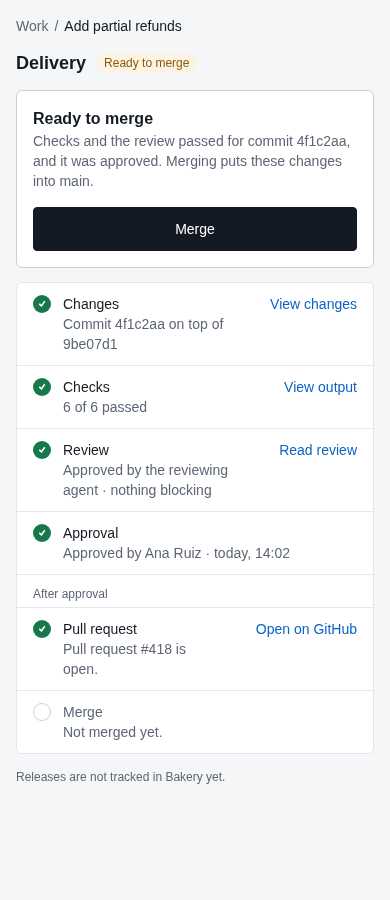 Work / Add partial refunds
Delivery Ready to merge
Ready to merge
Checks and the review passed for commit 4f1c2aa,
and it was approved. Merging puts these changes
into main.
Merge
Changes View changes
Commit 4f1c2aa on top of
9be07d1
Checks View output
6 of 6 passed
Review Read review
Approved by the reviewing
agent · nothing blocking
Approval
Approved by Ana Ruiz · today, 14:02
After approval
Pull request Open on GitHub
Pull request #418 is
open.
Merge
Not merged yet.
Releases are not tracked in Bakery yet.